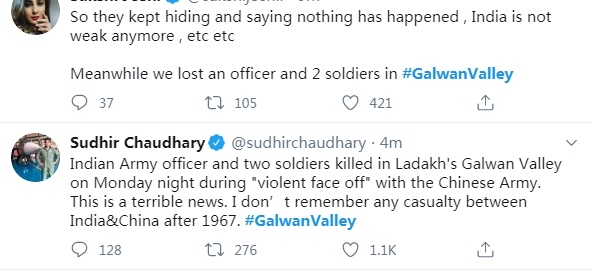 So they kept hiding and saying nothing has happened , India is not
weak anymore , etc etc
Meanwhile we lost an officer and 2 soldiers in #GalwanValley
37 105 421
Sudhir Chaudhary @sudhirchaudhary · 4m
Indian Army officer and two soldiers killed in Ladakh's Galwan Valley
on Monday night during "violent face off" with the Chinese Army.
This is a terrible news. I don’t remember any casualty between
India&China after 1967. #GalwanValley
128 276 1.1K